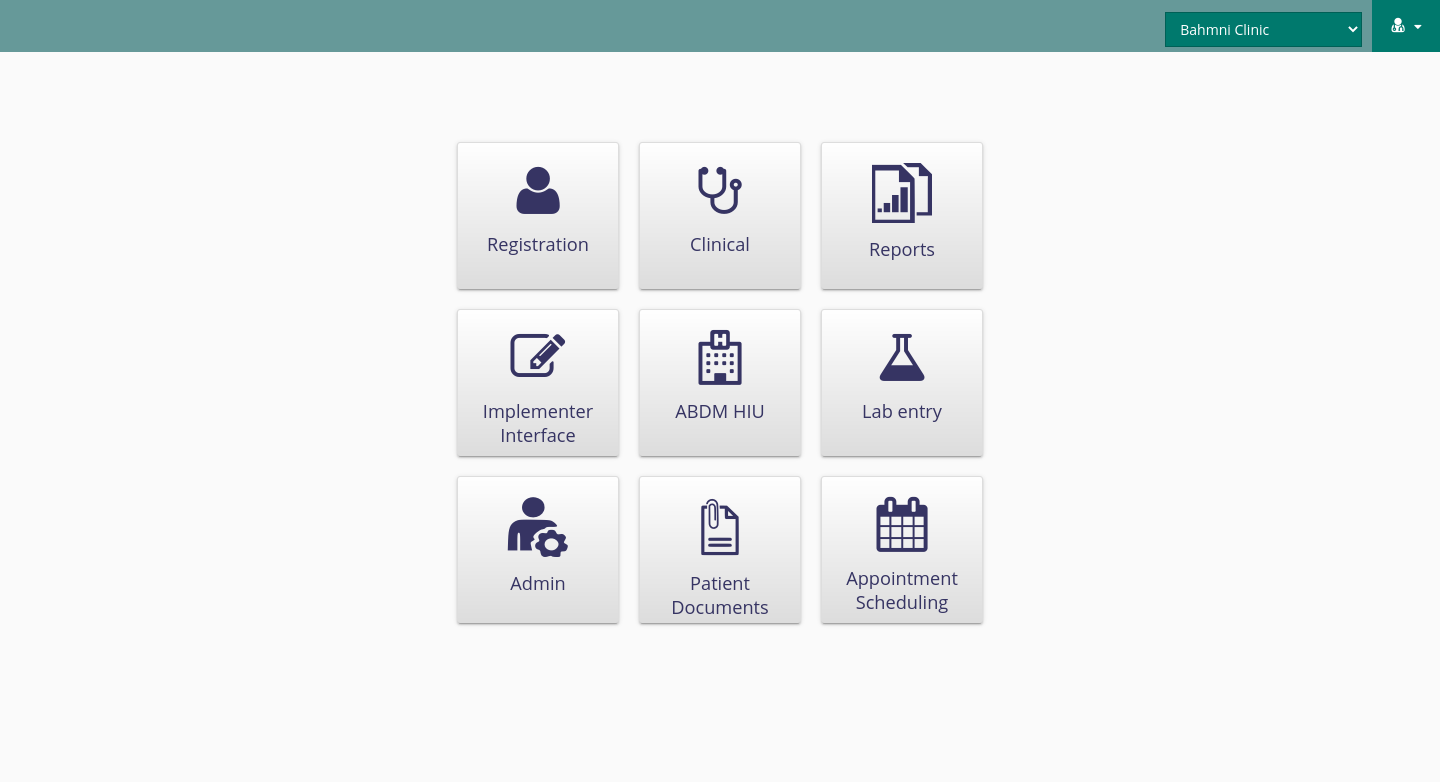 Bahmni Clinic
Registration
Clinical
Reports
Implementer
Interface
ABDM HIU
Lab entry
Admin
Patient
Documents
Appointment
Scheduling